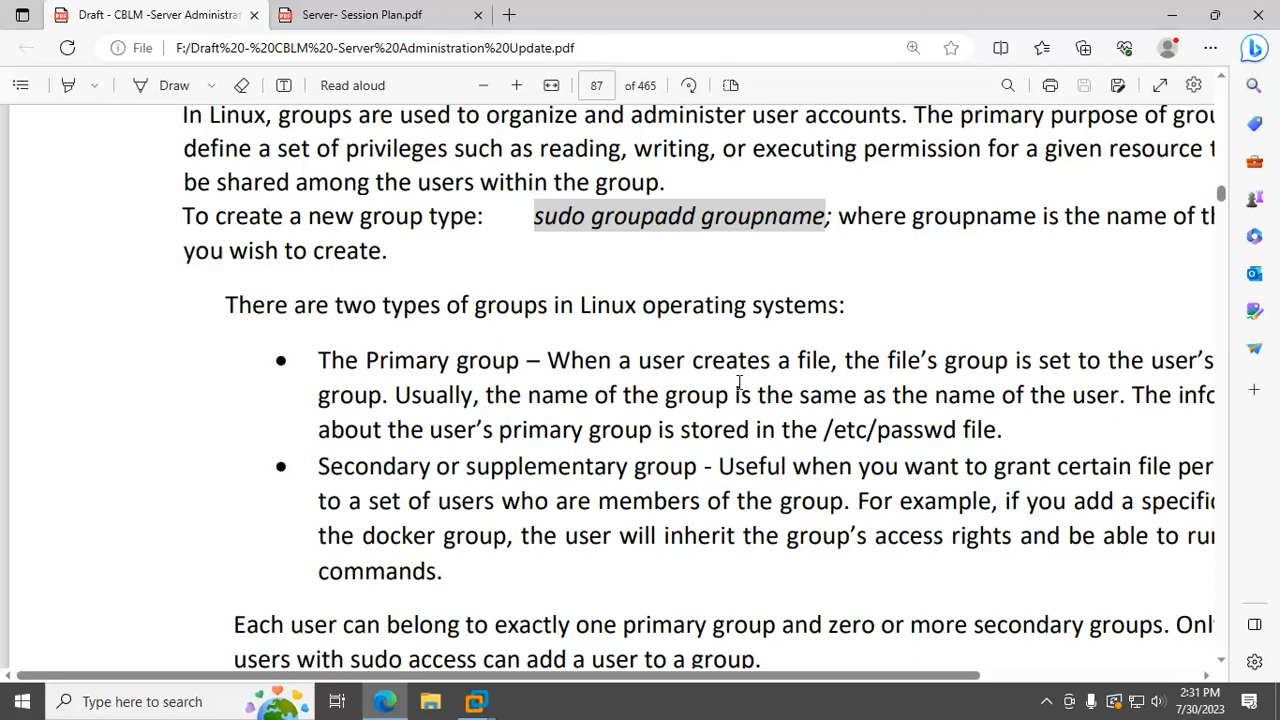 Draft - CBLM -Server Administra
Server- Session Plan.pdf
File
F:/Draft%20-%20CBLM%20-Server%20Administration%20Update.pdf
Draw
Read aloud
87
of 465
In Linux, groups are used to organize and administer user accounts. The primary purpose of
define a set of privileges such as reading, writing, or executing permission for a given resource
be shared among the users within the group.
To create a new group type: sudo groupadd groupname; where groupname is the name of
you wish to create.
There are two types of groups in Linux operating systems:
• The Primary group – When a user creates a file, the file’s group is set to the user’s
group. Usually, the name of the group is the same as the name of the user. The
about the user’s primary group is stored in the /etc/passwd file.
• Secondary or supplementary group - Useful when you want to grant certain file
to a set of users who are members of the group. For example, if you add a
the docker group, the user will inherit the group’s access rights and be able to
commands.
Each user can belong to exactly one primary group and zero or more secondary groups.
users with sudo access can add a user to a group.
Type here to search
2:31 PM
7/30/2023